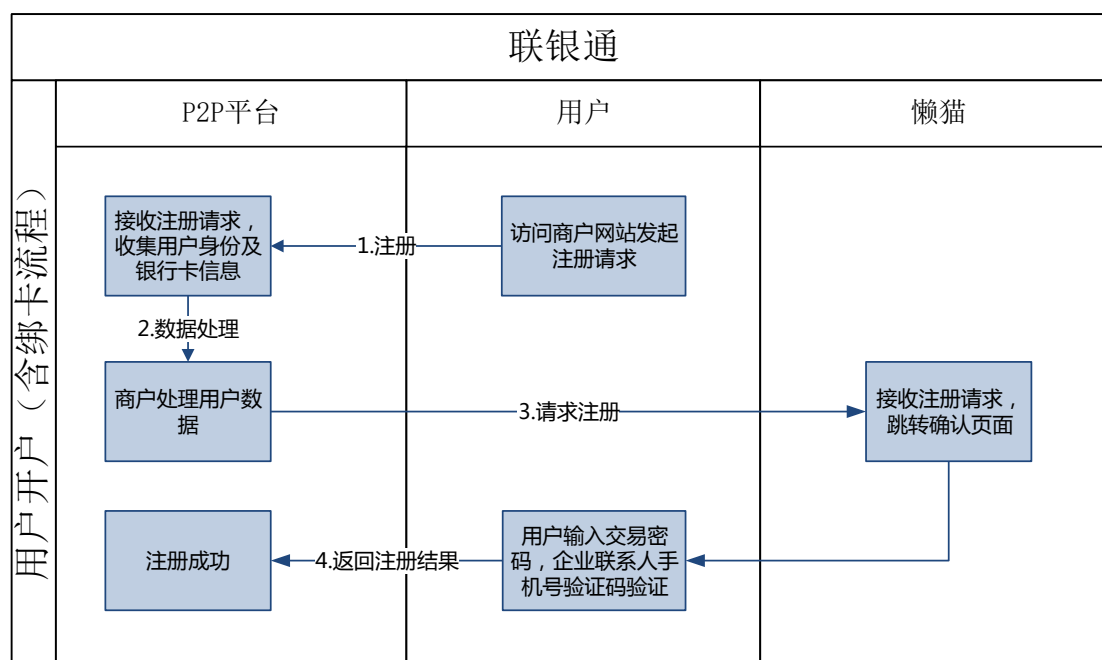 联银通
P2P平台
用户
懒猫
用户开户（含绑卡流程）
接收注册请求，
收集用户身份及
银行卡信息
1.注册
访问商户网站发起
注册请求
2.数据处理
商户处理用户数
据
3.请求注册
接收注册请求，
跳转确认页面
注册成功
4.返回注册结果
用户输入交易密
码，企业联系人手
机号验证码验证